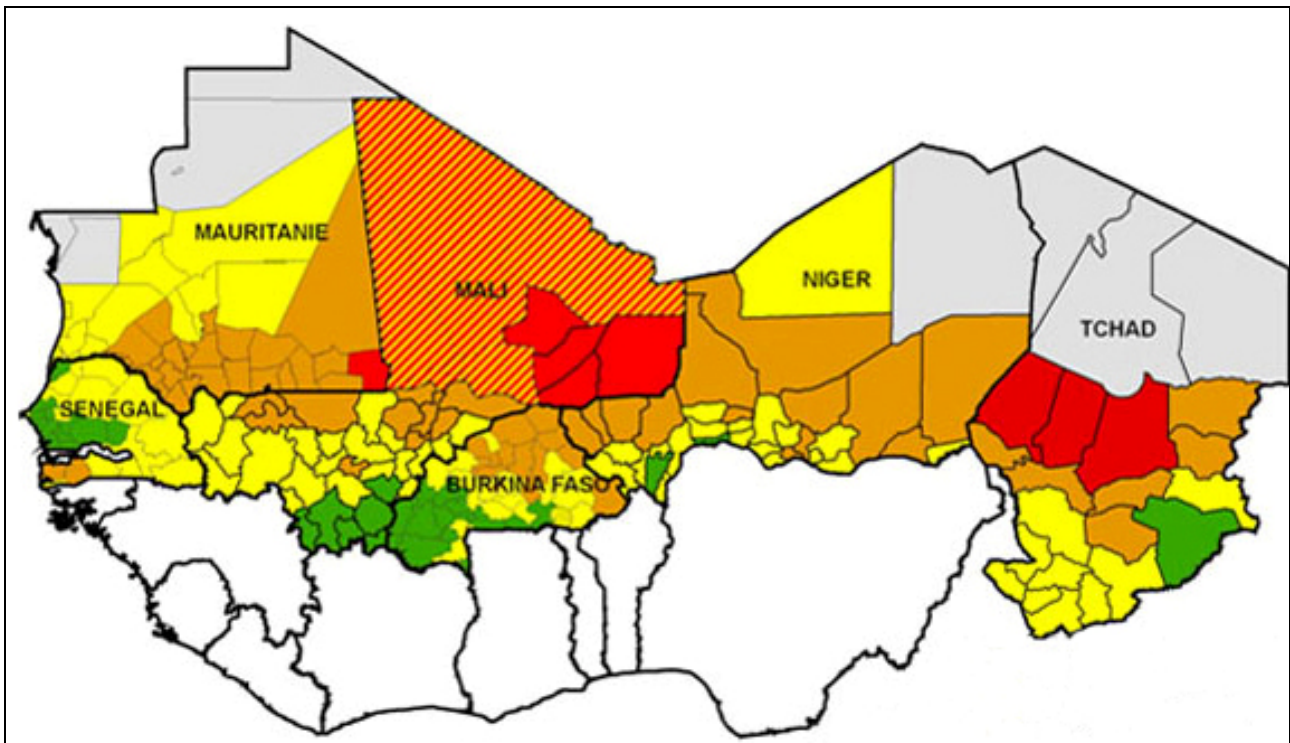 MAURITANIE
MALI
NIGER
TCHAD
SENEGAL
BURKINA FASO